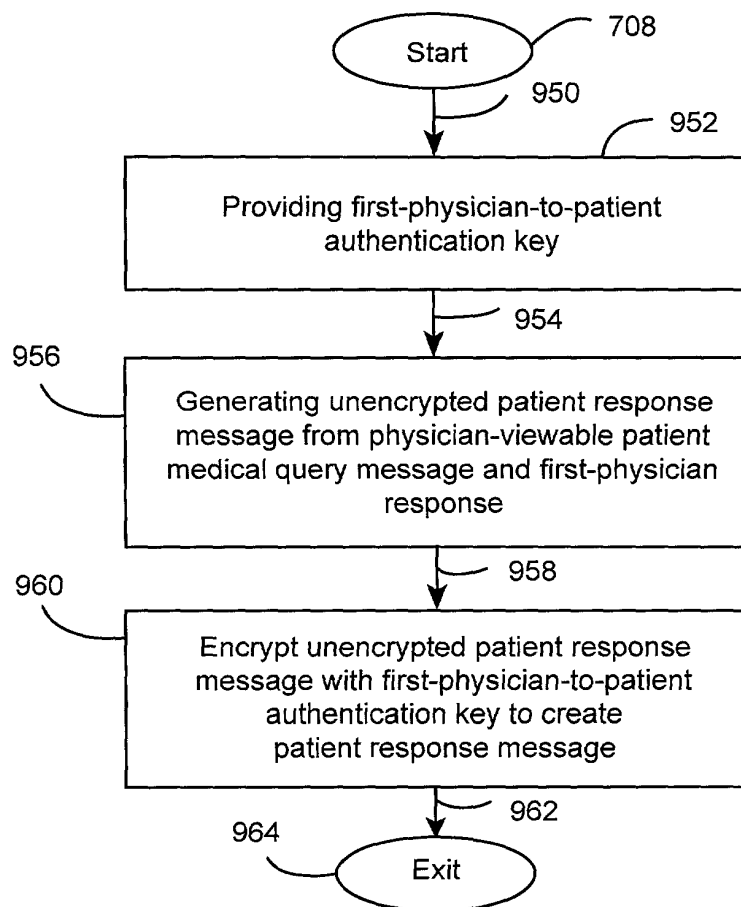 Start
708
950
952
Providing first-physician-to-patient
authentication key
954
956
Generating unencrypted patient response
message from physician-viewable patient
medical query message and first-physician
response
958
960
Encrypt unencrypted patient response
message with first-physician-to-patient
authentication key to create
patient response message
962
964
Exit